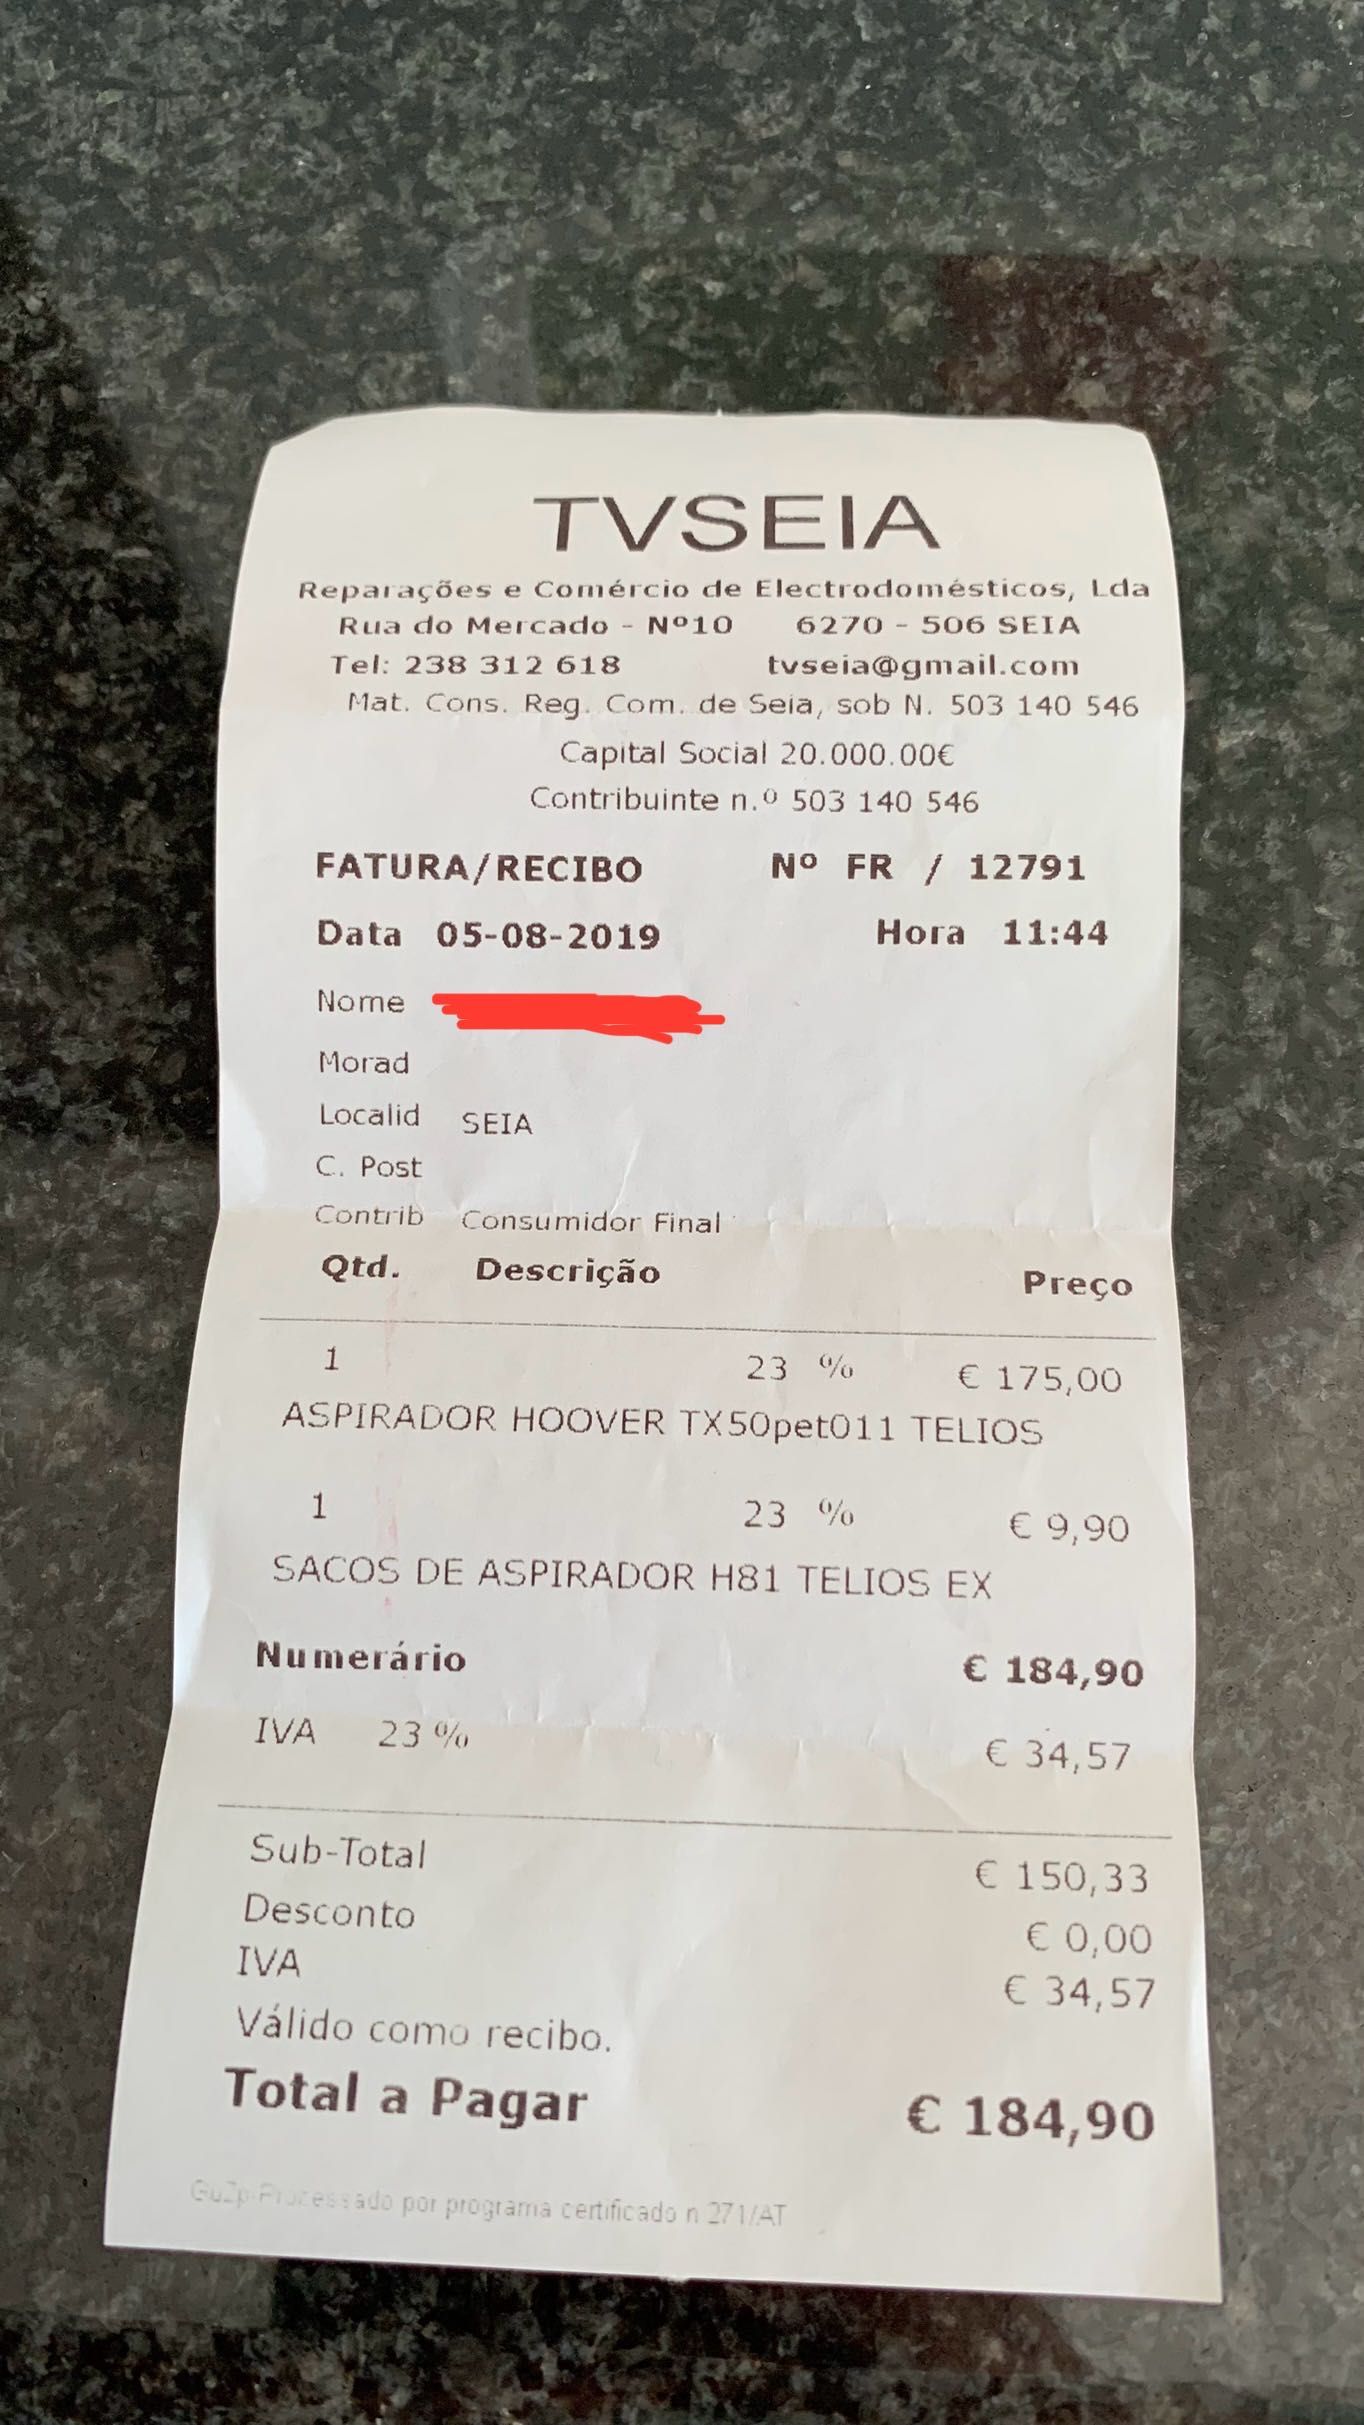 TVSEIA
Reparações e Comércio de Electrodomésticos, Lda
Rua do Mercado - Nº10 6270 - 506 SEIA
Tel: 238 312 618 tvseia@gmail.com
Mat. Cons. Reg. Com. de Seia, sob N. 503 140 546
Capital Social 20.000.00€
Contribuinte n.º 503 140 546
FATURA/RECIBO Nº FR / 12791
Data 05-08-2019 Hora 11:44
Nome
Morad
Localid SEIA
C. Post
Contrib Consumidor Final
Qtd. Descrição Preço
1 23 % € 175,00
ASPIRADOR HOOVER TX50pet011 TELIOS
1 23 % € 9,90
SACOS DE ASPIRADOR H81 TELIOS EX
Numerário € 184,90
IVA 23 % € 34,57
Sub-Total € 150,33
Desconto € 0,00
IVA € 34,57
Válido como recibo.
Total a Pagar € 184,90
GuZp-Processado por programa certificado n 271/AT